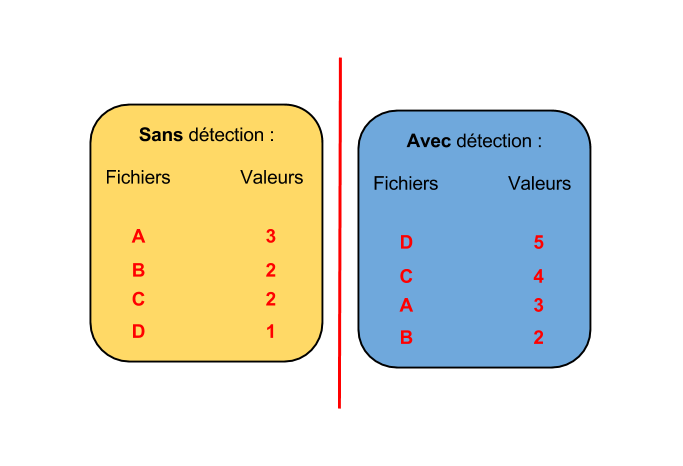 Sans détection :
Fichiers Valeurs
A 3
B 2
C 2
D 1
Avec détection :
Fichiers Valeurs
D 5
C 4
A 3
B 2